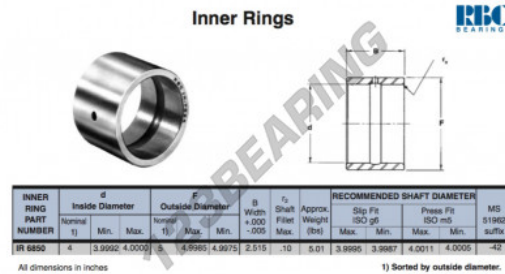 Inner Rings
RBC
BEARINGS
123BEARING
B
rs
d
F
INNER RING PART NUMBER
d
Inside Diameter
F
Outside Diameter
B
Width
+.000
-.005
rs
Shaft
Fillet
Max.
Approx.
Weight
(lbs)
RECOMMENDED SHAFT DIAMETER
Slip Fit
ISO g6
Press Fit
ISO m5
MS
51962
suffix
Nominal 1) Min. Max. Nominal 1) Max. Min. Max. Min. Max. Min.
IR 6850 4 3.9992 4.0000 5 4.9985 4.9975 2.515 .10 5.01 3.9995 3.9987 4.0011 4.0005 -42
All dimensions in inches
1) Sorted by outside diameter.